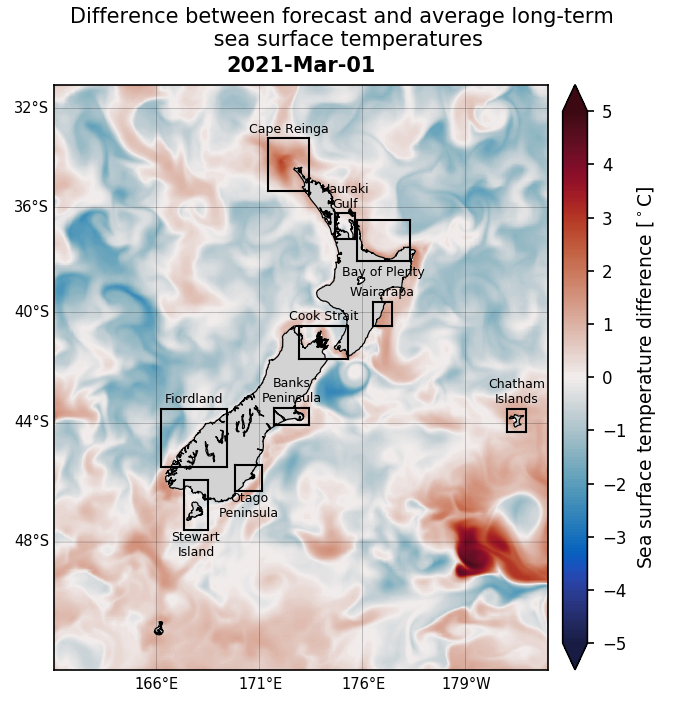 Difference between forecast and average long-term
sea surface temperatures
2021-Mar-01
32°S
36°S
40°S
44°S
48°S
166°E
171°E
176°E
179°W
Cape Reinga
Hauraki
Gulf
Bay of Plenty
Wairarapa
Cook Strait
Banks
Peninsula
Fiordland
Chatham
Islands
Otago
Peninsula
Stewart
Island
5
4
3
2
1
0
−1
−2
−3
−4
−5
Sea surface temperature difference [°C]